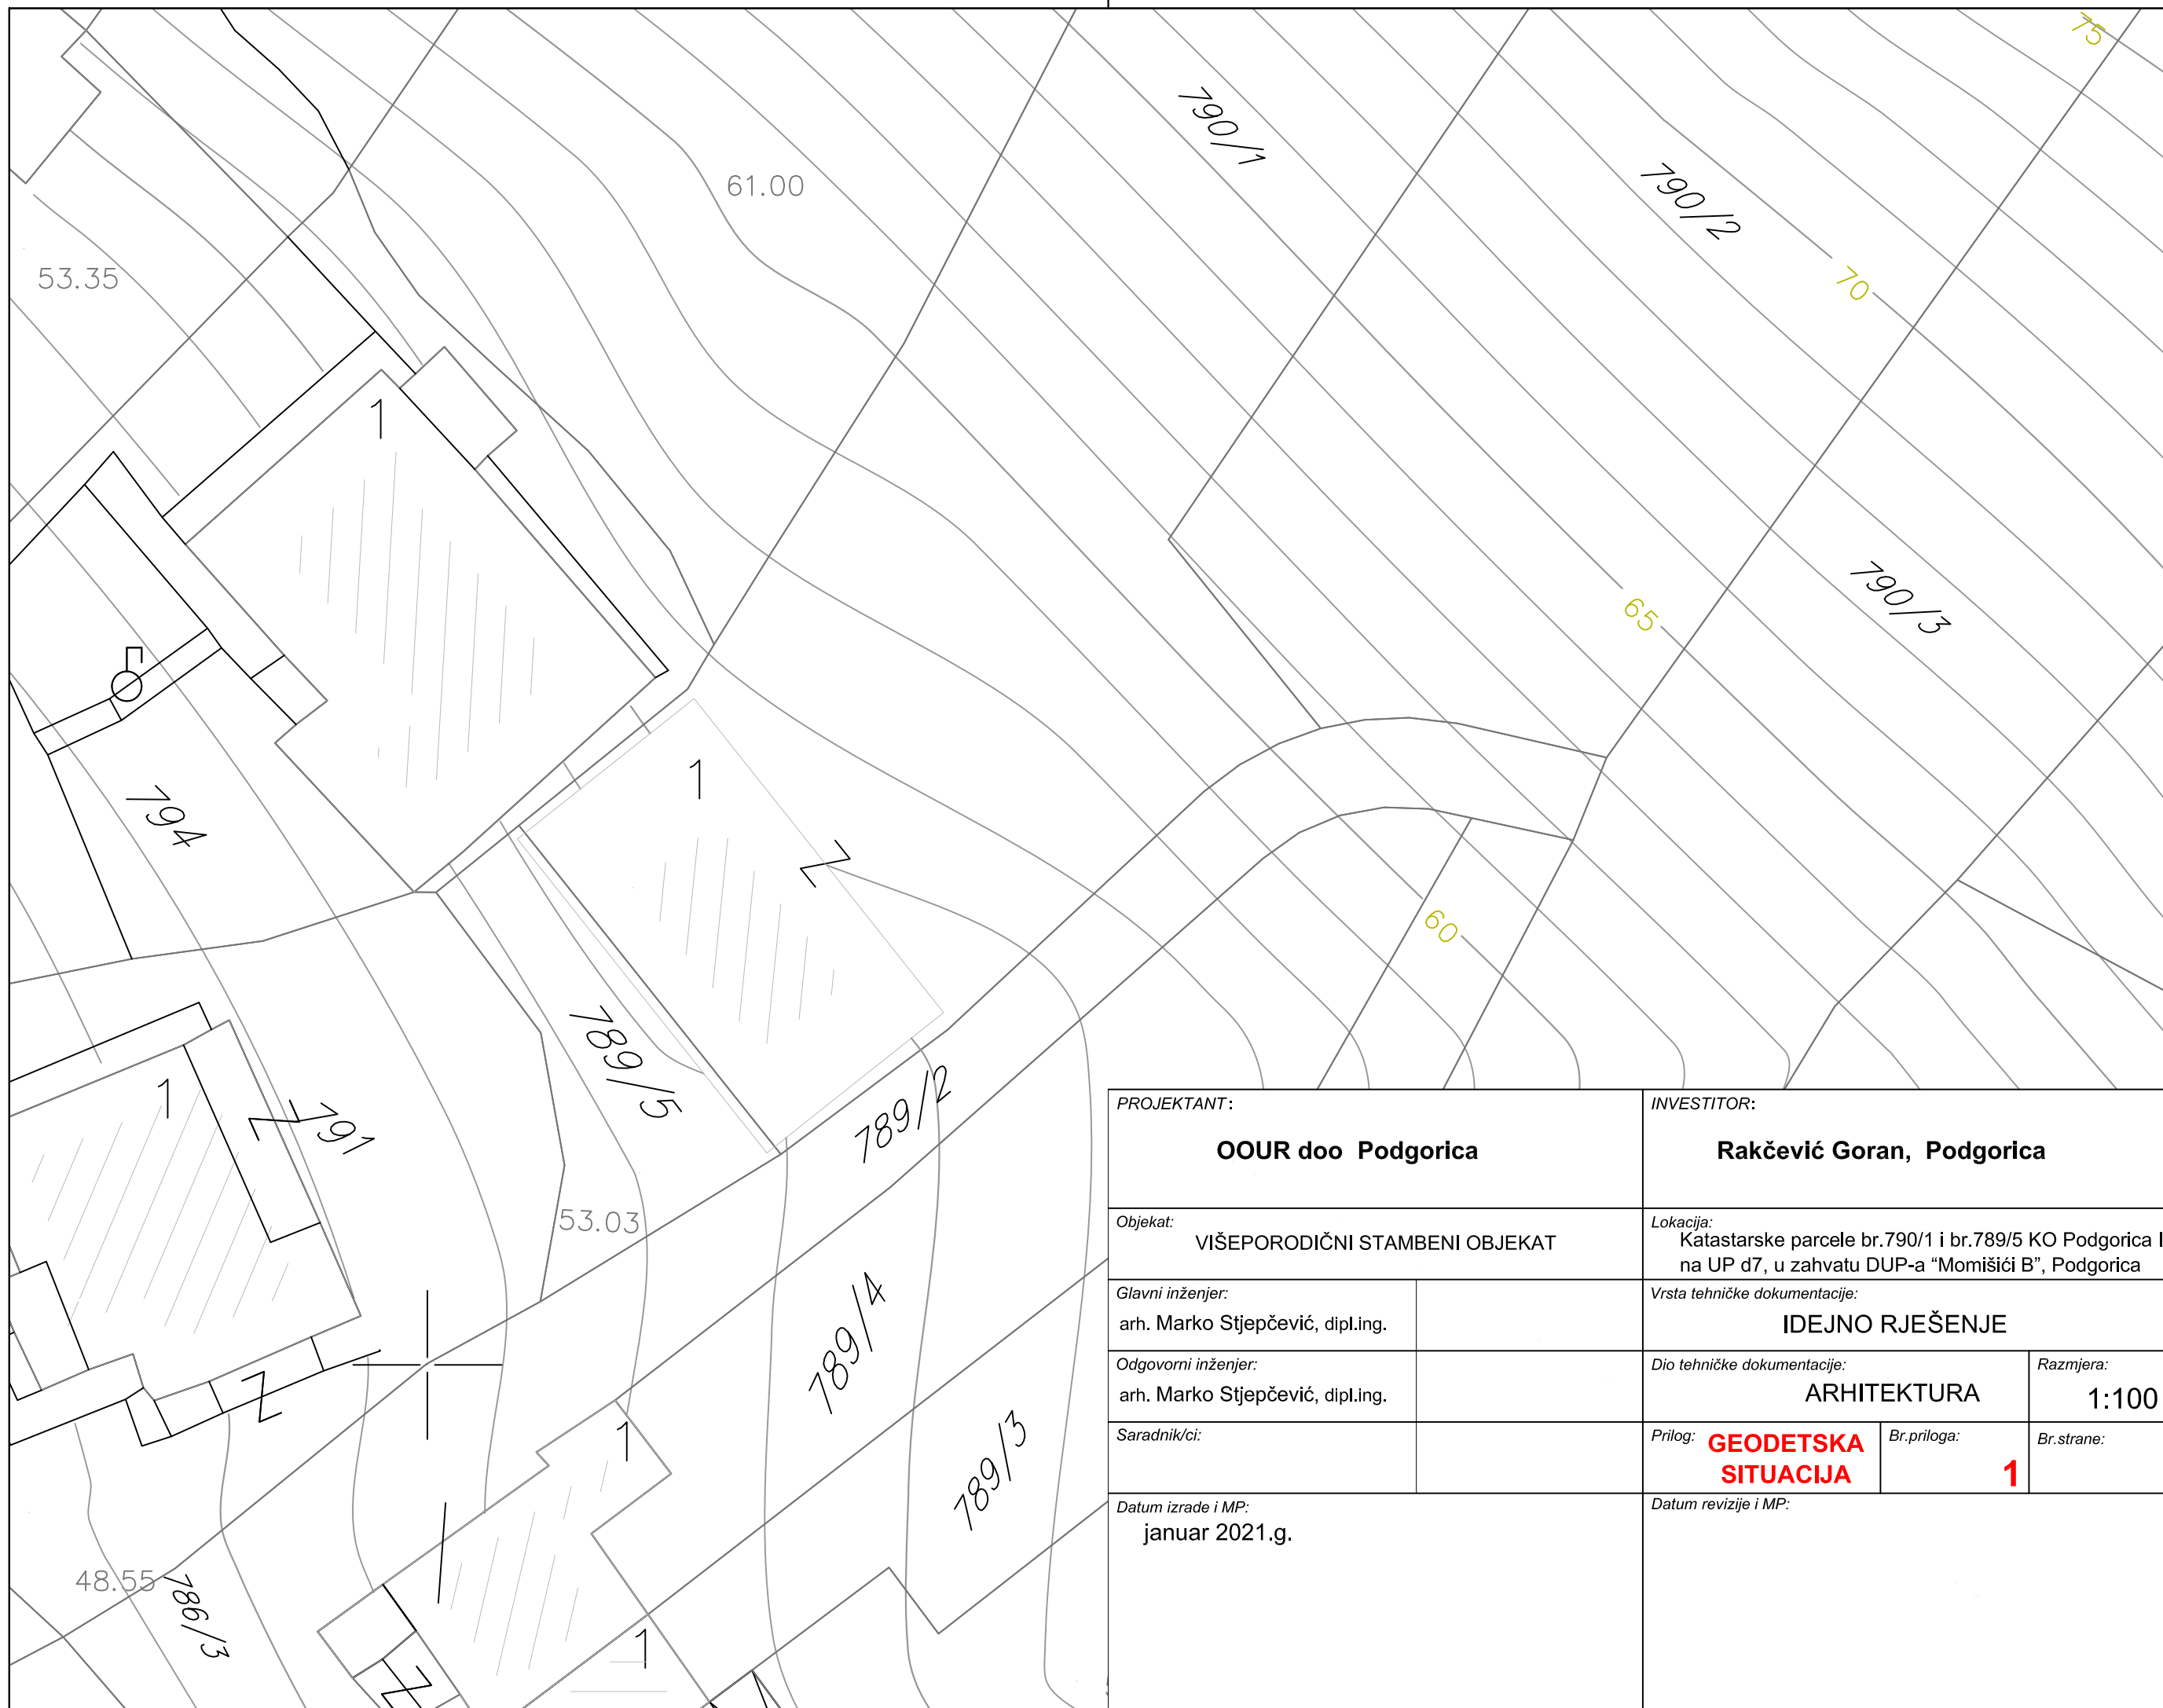 75
790/1
61.00
790/2
53.35
70
1
790/3
65
1
794
Z
60
789/5
1
Z
791
789/2
53.03
789/4
Z
1
789/3
48.55
786/3
1
Z
PROJEKTANT:
OOUR doo Podgorica
INVESTITOR:
Rakčević Goran, Podgorica
Objekat:
VIŠEPORODIČNI STAMBENI OBJEKAT
Lokacija:
Katastarske parcele br.790/1 i br.789/5 KO Podgorica I
na UP d7, u zahvatu DUP-a “Momišići B”, Podgorica
Glavni inženjer:
arh. Marko Stjepčević, dipl.ing.
Vrsta tehničke dokumentacije:
IDEJNO RJEŠENJE
Odgovorni inženjer:
arh. Marko Stjepčević, dipl.ing.
Dio tehničke dokumentacije:
ARHITEKTURA
Razmjera:
1:100
Saradnik/ci:
Prilog: GEODETSKA
SITUACIJA
Br.priloga:
1
Br.strane:
Datum izrade i MP:
januar 2021.g.
Datum revizije i MP: